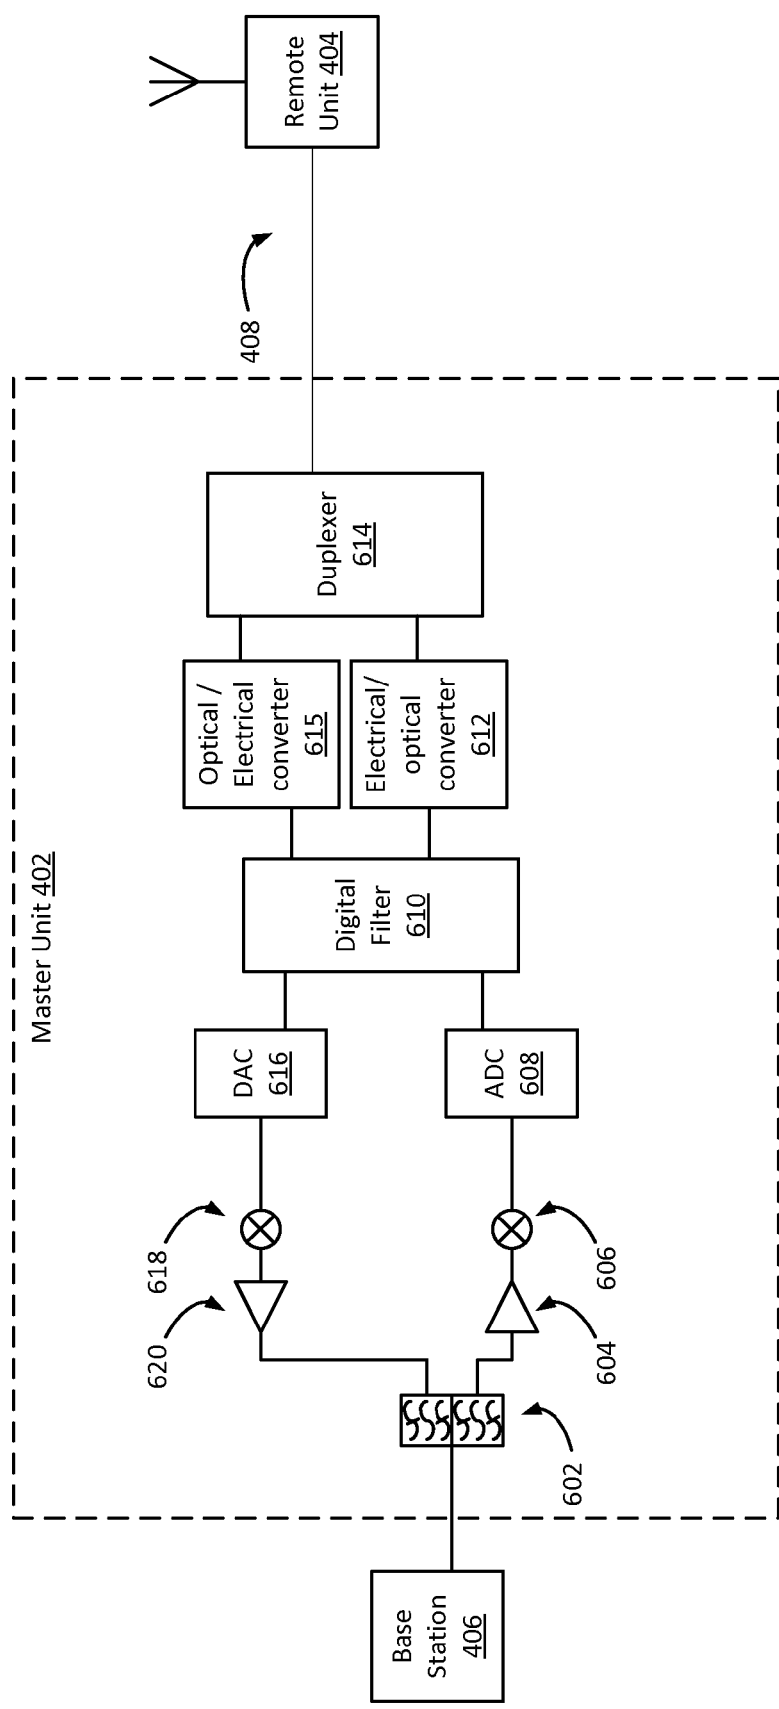 Master Unit 402
Base
Station
406
602
620
618
604
606
DAC
616
ADC
608
Digital
Filter
610
Optical /
Electrical
converter
615
Electrical/
optical
converter
612
Duplexer
614
408
Remote
Unit 404